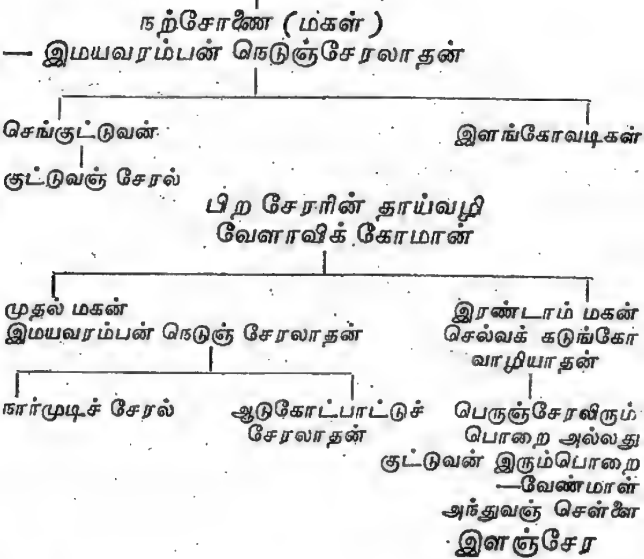 நற்சோணை (மகள்)
— இமயவரம்பன் நெடுஞ்சேரலாதன்
செங்குட்டுவன் இளங்கோவடிகள்
குட்டுவஞ் சேரல்
பிற சேரரின் தாய்வழி
வேளாவிக் கோமான்
முதல் மகன் இரண்டாம் மகன்
இமயவரம்பன் நெடுஞ் சேரலாதன் செல்வக் கடுங்கோ
வாழியாதன்
நார்முடிச் சேரல் ஆடுகோட்பாட்டுச் பெருஞ்சேரலிரும்
சேரலாதன் பொறை அல்லது
குட்டுவன் இரும்பொறை
—வேண்மாள்
அந்துவஞ் செள்ளை
இளஞ்சேர